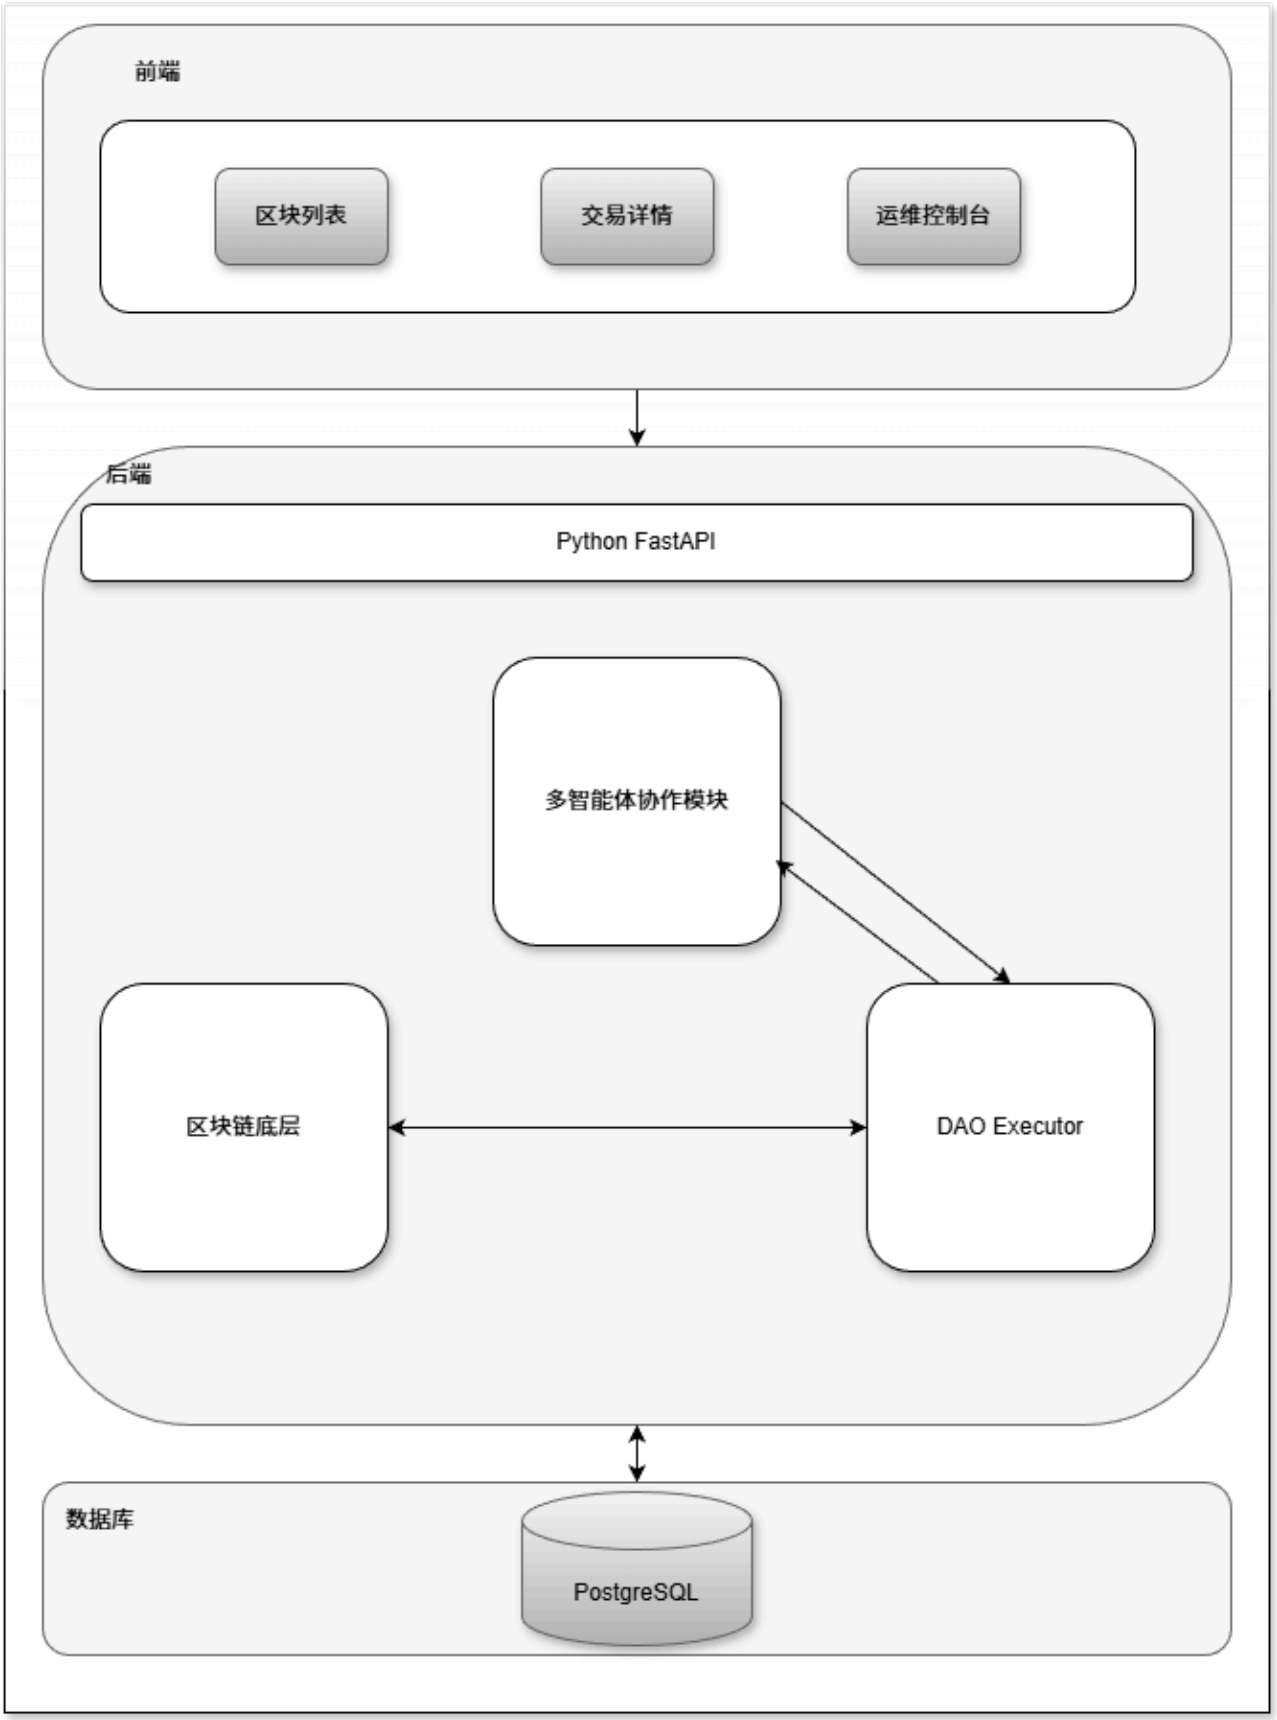 前端
区块列表
交易详情
运维控制台
后端
Python FastAPI
多智能体协作模块
区块链底层
DAO Executor
数据库
PostgreSQL